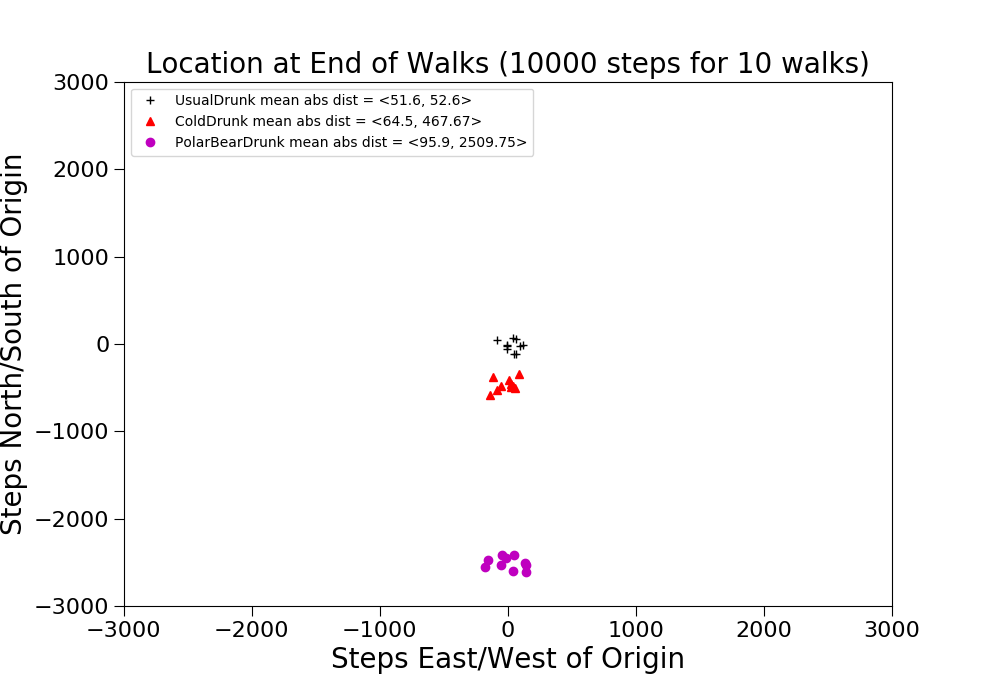 Location at End of Walks (10000 steps for 10 walks)
UsualDrunk mean abs dist = <51.6, 52.6>
ColdDrunk mean abs dist = <64.5, 467.67>
PolarBearDrunk mean abs dist = <95.9, 2509.75>
Steps North/South of Origin
3000
2000
1000
0
−1000
−2000
−3000
−3000 −2000 −1000 0 1000 2000 3000
Steps East/West of Origin